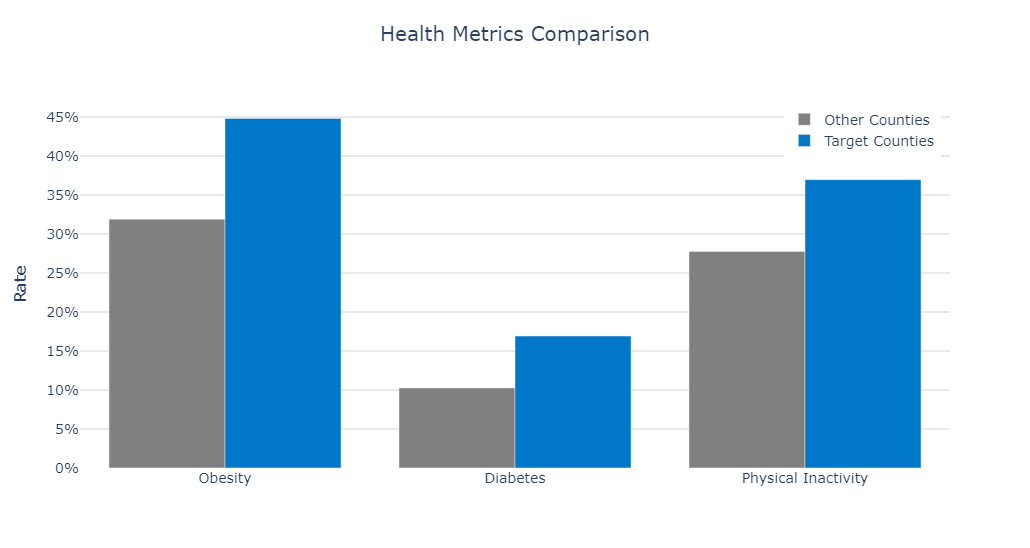 Health Metrics Comparison
Other Counties
Target Counties
Rate
45%
40%
35%
30%
25%
20%
15%
10%
5%
0%
Obesity
Diabetes
Physical Inactivity